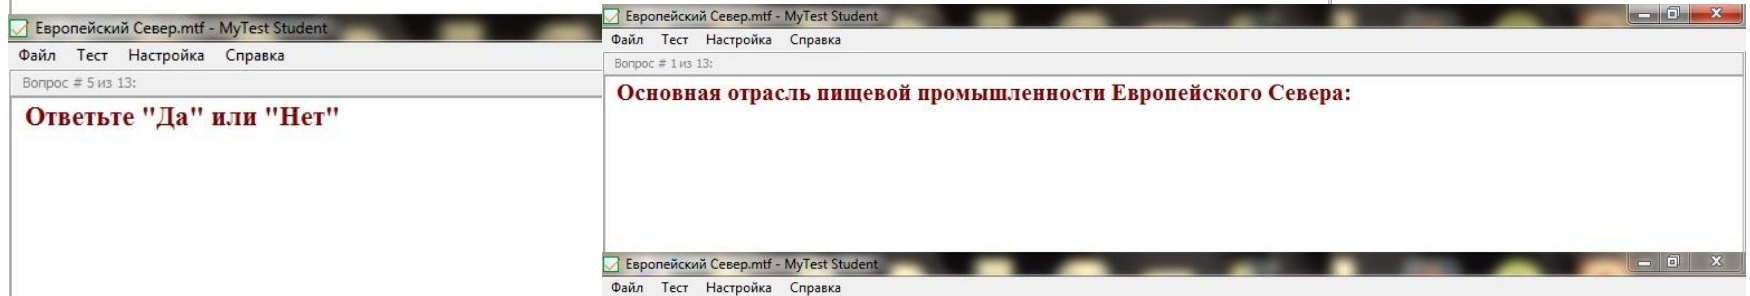 Европейский Север.mtf - MyTest Student
Файл Тест Настройка Справка
Вопрос # 5 из 13:
Ответьте "Да" или "Нет"
Европейский Север.mtf - MyTest Student
Файл Тест Настройка Справка
Вопрос # 1 из 13:
Основная отрасль пищевой промышленности Европейского Севера:
Европейский Север.mtf - MyTest Student
Файл Тест Настройка Справка